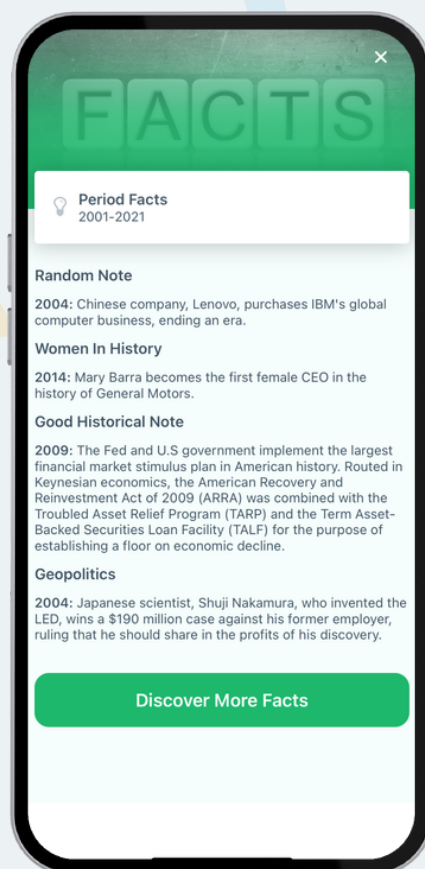 FACTS
Period Facts
2001-2021
Random Note
2004: Chinese company, Lenovo, purchases IBM's global
computer business, ending an era.
Women In History
2014: Mary Barra becomes the first female CEO in the
history of General Motors.
Good Historical Note
2009: The Fed and U.S government implement the largest
financial market stimulus plan in American history. Routed in
Keynesian economics, the American Recovery and
Reinvestment Act of 2009 (ARRA) was combined with the
Troubled Asset Relief Program (TARP) and the Term Asset-
Backed Securities Loan Facility (TALF) for the purpose of
establishing a floor on economic decline.
Geopolitics
2004: Japanese scientist, Shuji Nakamura, who invented the
LED, wins a $190 million case against his former employer,
ruling that he should share in the profits of his discovery.
Discover More Facts